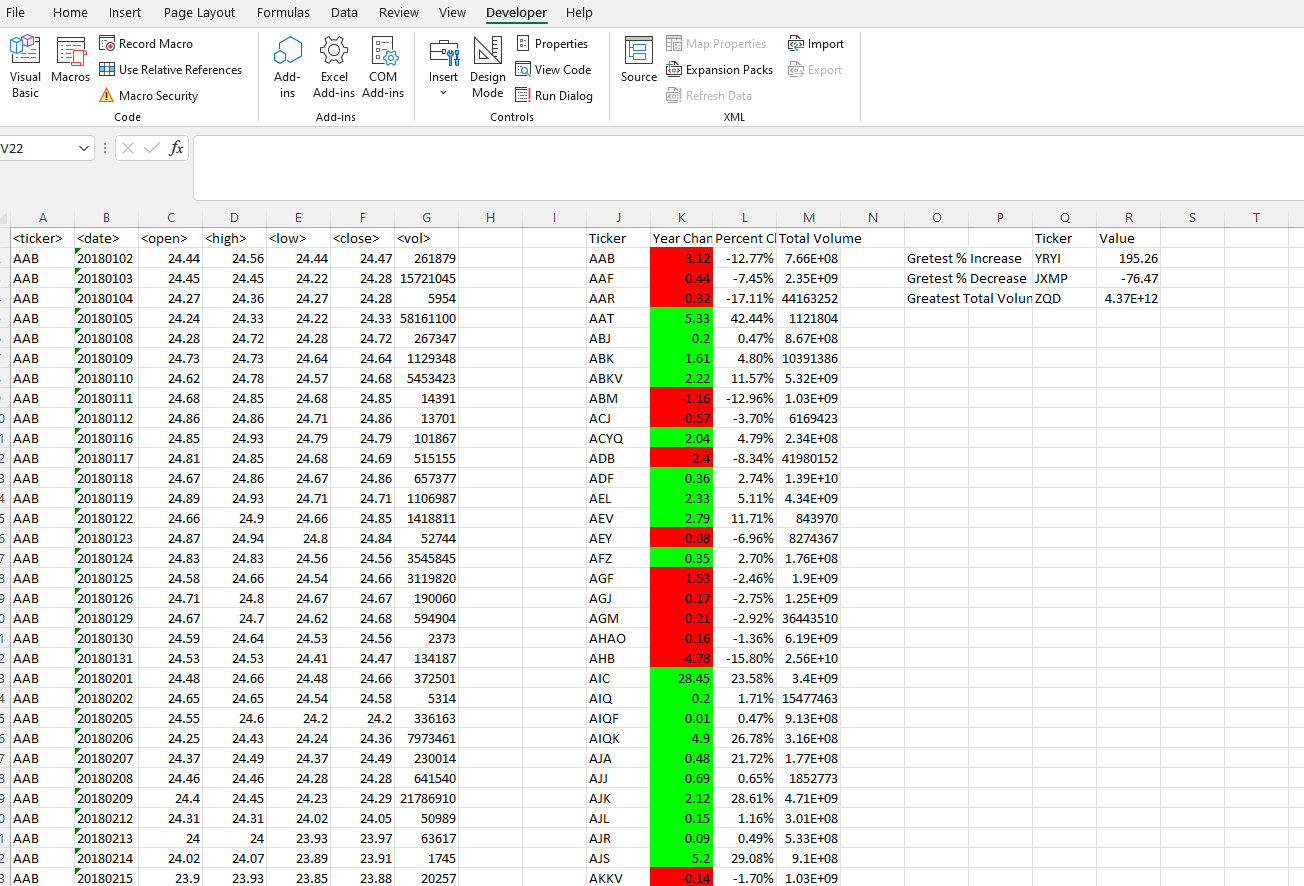 File Home Insert Page Layout Formulas Data Review View Developer Help
Visual Basic Macros Record Macro Use Relative References Macro Security Code
Add-ins Excel Add-ins COM Add-ins Add-ins
Insert Design Mode Properties View Code Run Dialog Controls
Source Map Properties Expansion Packs Refresh Data Import Export XML
V22 fx
A B C D E F G H I J K L M N O P Q R S T
<ticker> <date> <open> <high> <low> <close> <vol> Ticker Year Chan Percent Cl Total Volume Ticker Value
AAB 20180102 24.44 24.56 24.44 24.47 261879 AAB -3.12 -12.77% 7.66E+08 Gretest % Increase YRYI 195.26
AAB 20180103 24.45 24.45 24.22 24.28 15721045 AAF -0.44 -7.45% 2.35E+09 Gretest % Decrease JXMP -76.47
AAB 20180104 24.27 24.36 24.27 24.28 5954 AAR -0.32 -17.11% 44163252 Greatest Total Volun ZQD 4.37E+12
AAB 20180105 24.24 24.33 24.22 24.33 58161100 AAT 5.33 42.44% 1121804
AAB 20180108 24.28 24.72 24.28 24.72 267347 ABJ 0.2 0.47% 8.67E+08
AAB 20180109 24.73 24.73 24.64 24.64 1129348 ABK 1.61 4.80% 10391386
AAB 20180110 24.62 24.78 24.57 24.68 5453423 ABKV 2.22 11.57% 5.32E+09
AAB 20180111 24.68 24.85 24.68 24.85 14391 ABM -1.16 -12.96% 1.03E+09
AAB 20180112 24.86 24.86 24.71 24.86 13701 ACJ -0.57 -3.70% 6169423
AAB 20180116 24.85 24.93 24.79 24.79 101867 ACYQ 2.04 4.79% 2.34E+08
AAB 20180117 24.81 24.85 24.68 24.69 515155 ADB -2.4 -8.34% 41980152
AAB 20180118 24.67 24.86 24.67 24.86 657377 ADF 0.36 2.74% 1.39E+10
AAB 20180119 24.89 24.93 24.71 24.71 1106987 AEL 2.33 5.11% 4.34E+09
AAB 20180122 24.66 24.9 24.66 24.85 1418811 AEV 2.79 11.71% 843970
AAB 20180123 24.87 24.94 24.8 24.84 52744 AEY -0.08 -6.96% 8274367
AAB 20180124 24.83 24.83 24.56 24.56 3545845 AFZ 0.35 2.70% 1.76E+08
AAB 20180125 24.58 24.66 24.54 24.66 3119820 AGF -1.53 -2.46% 1.9E+09
AAB 20180126 24.71 24.8 24.67 24.67 190060 AGJ -0.17 -2.75% 1.25E+09
AAB 20180129 24.67 24.7 24.62 24.68 594904 AGM -0.21 -2.92% 36443510
AAB 20180130 24.59 24.64 24.53 24.56 2373 AHAO -0.16 -1.36% 6.19E+09
AAB 20180131 24.53 24.53 24.41 24.47 134187 AHB -4.78 -15.80% 2.56E+10
AAB 20180201 24.48 24.66 24.48 24.66 372501 AIC 28.45 23.58% 3.4E+09
AAB 20180202 24.65 24.65 24.54 24.58 5314 AIQ 0.2 1.71% 15477463
AAB 20180205 24.55 24.6 24.2 24.2 336163 AIQF 0.01 0.47% 9.13E+08
AAB 20180206 24.25 24.43 24.24 24.36 7973461 AIQK 4.9 26.78% 3.16E+08
AAB 20180207 24.37 24.49 24.37 24.49 230014 AJA 0.48 21.72% 1.77E+08
AAB 20180208 24.46 24.46 24.28 24.28 641540 AJJ 0.69 0.65% 1852773
AAB 20180209 24.4 24.45 24.23 24.29 21786910 AJK 2.12 28.61% 4.71E+09
AAB 20180212 24.31 24.31 24.02 24.05 50989 AJL 0.15 1.16% 3.01E+08
AAB 20180213 24 24 23.93 23.97 63617 AJR 0.09 0.49% 5.33E+08
AAB 20180214 24.02 24.07 23.89 23.91 1745 AJS 5.2 29.08% 9.1E+08
AAB 20180215 23.9 23.93 23.85 23.88 20257 AKKV -0.14 -1.70% 1.03E+09